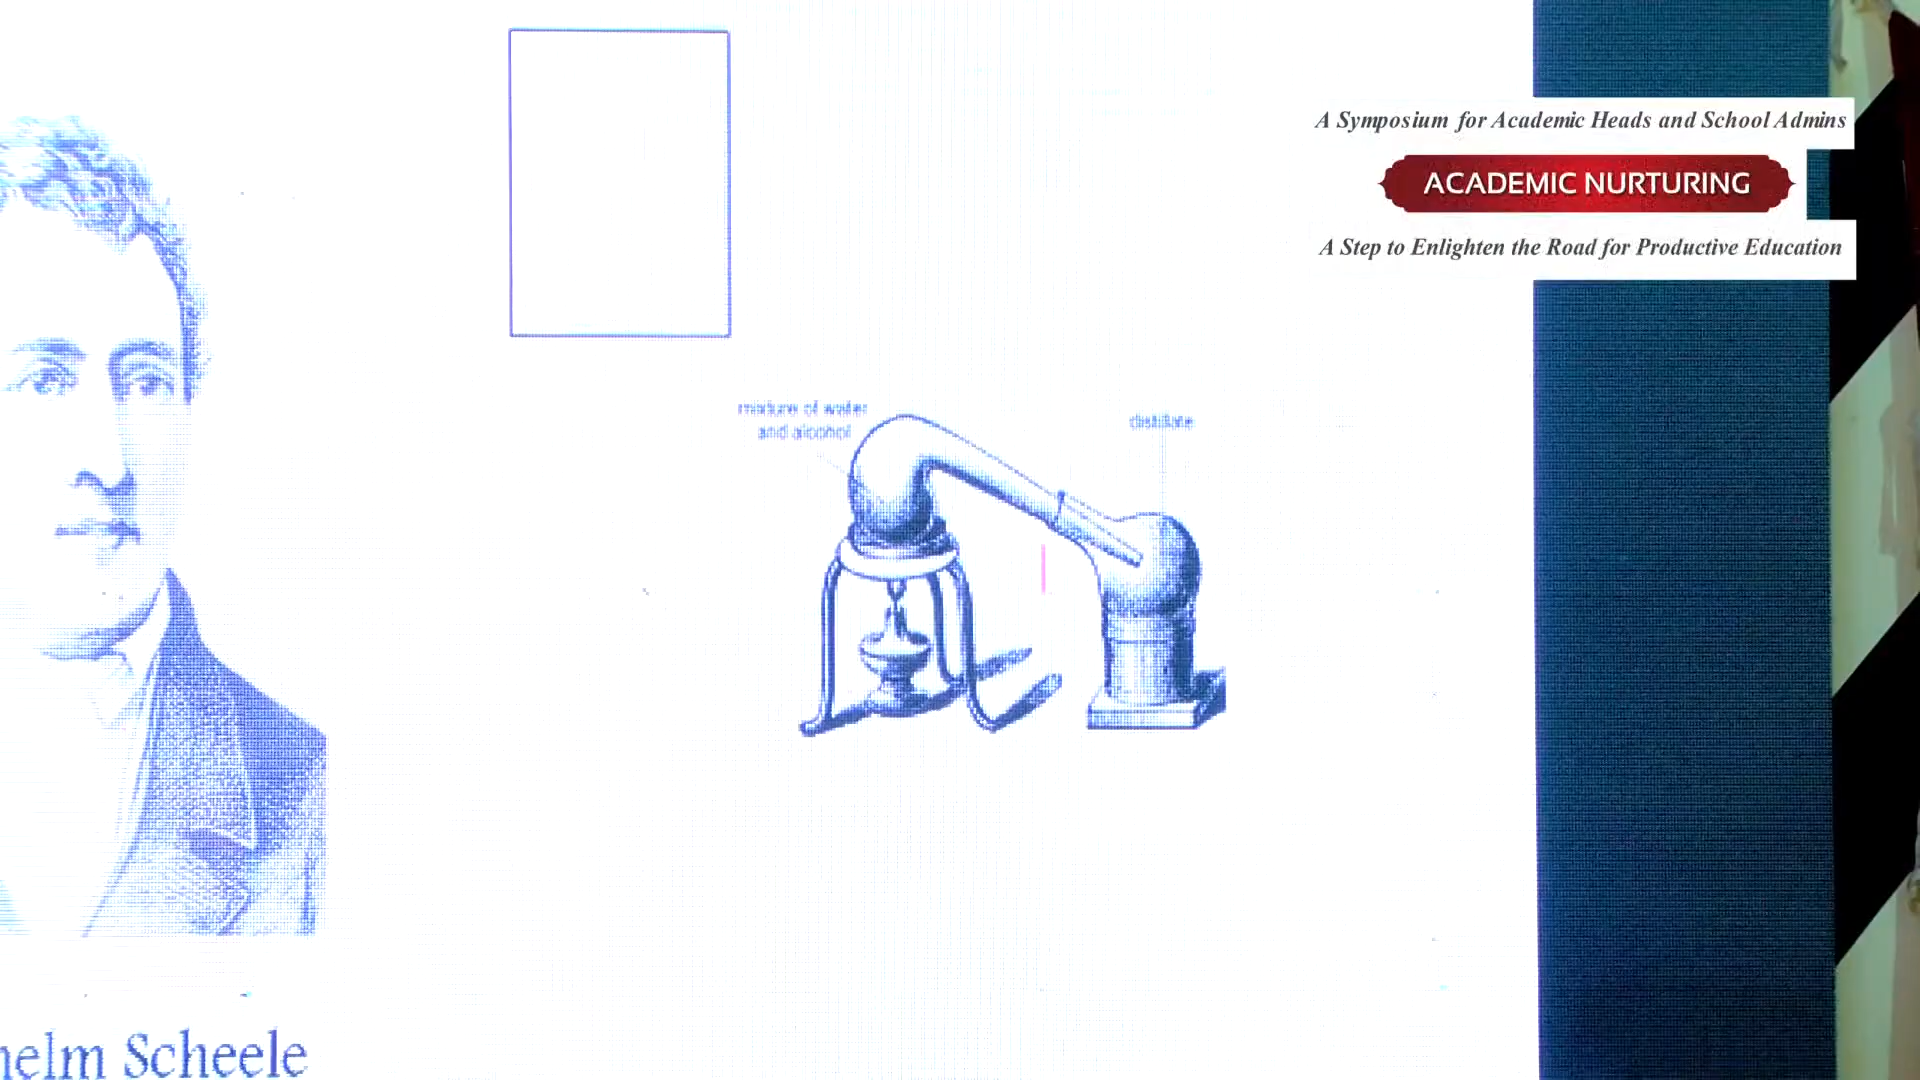 A Symposium for Academic Heads and School Admins
ACADEMIC NURTURING
A Step to Enlighten the Road for Productive Education
mixture of water
and alcohol
distillate
helm Scheele